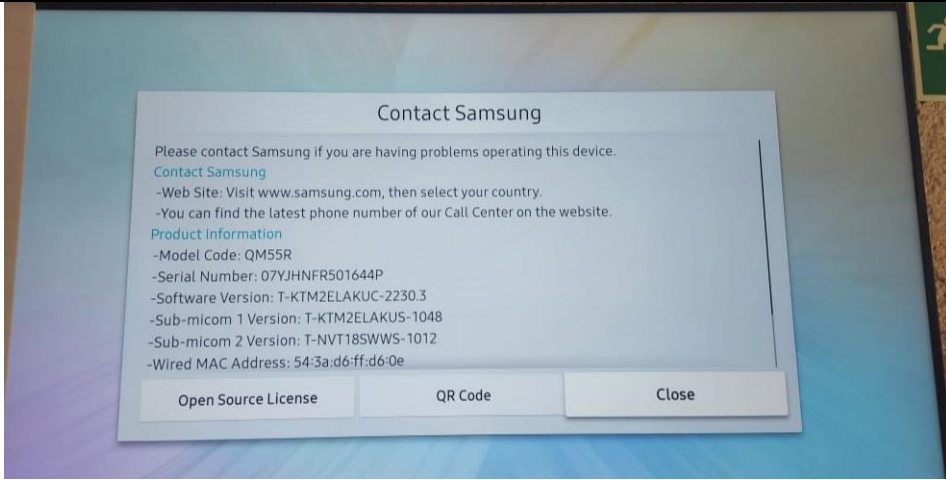 Contact Samsung
Please contact Samsung if you are having problems operating this device.
Contact Samsung
-Web Site: Visit www.samsung.com, then select your country.
-You can find the latest phone number of our Call Center on the website.
Product Information
-Model Code: QM55R
-Serial Number: 07YJHNFR501644P
-Software Version: T-KTM2ELAKUC-2230.3
-Sub-micom 1 Version: T-KTM2ELAKUS-1048
-Sub-micom 2 Version: T-NVT18SWWS-1012
-Wired MAC Address: 54:3a:d6:ff:d6:0e
Open Source License
QR Code
Close